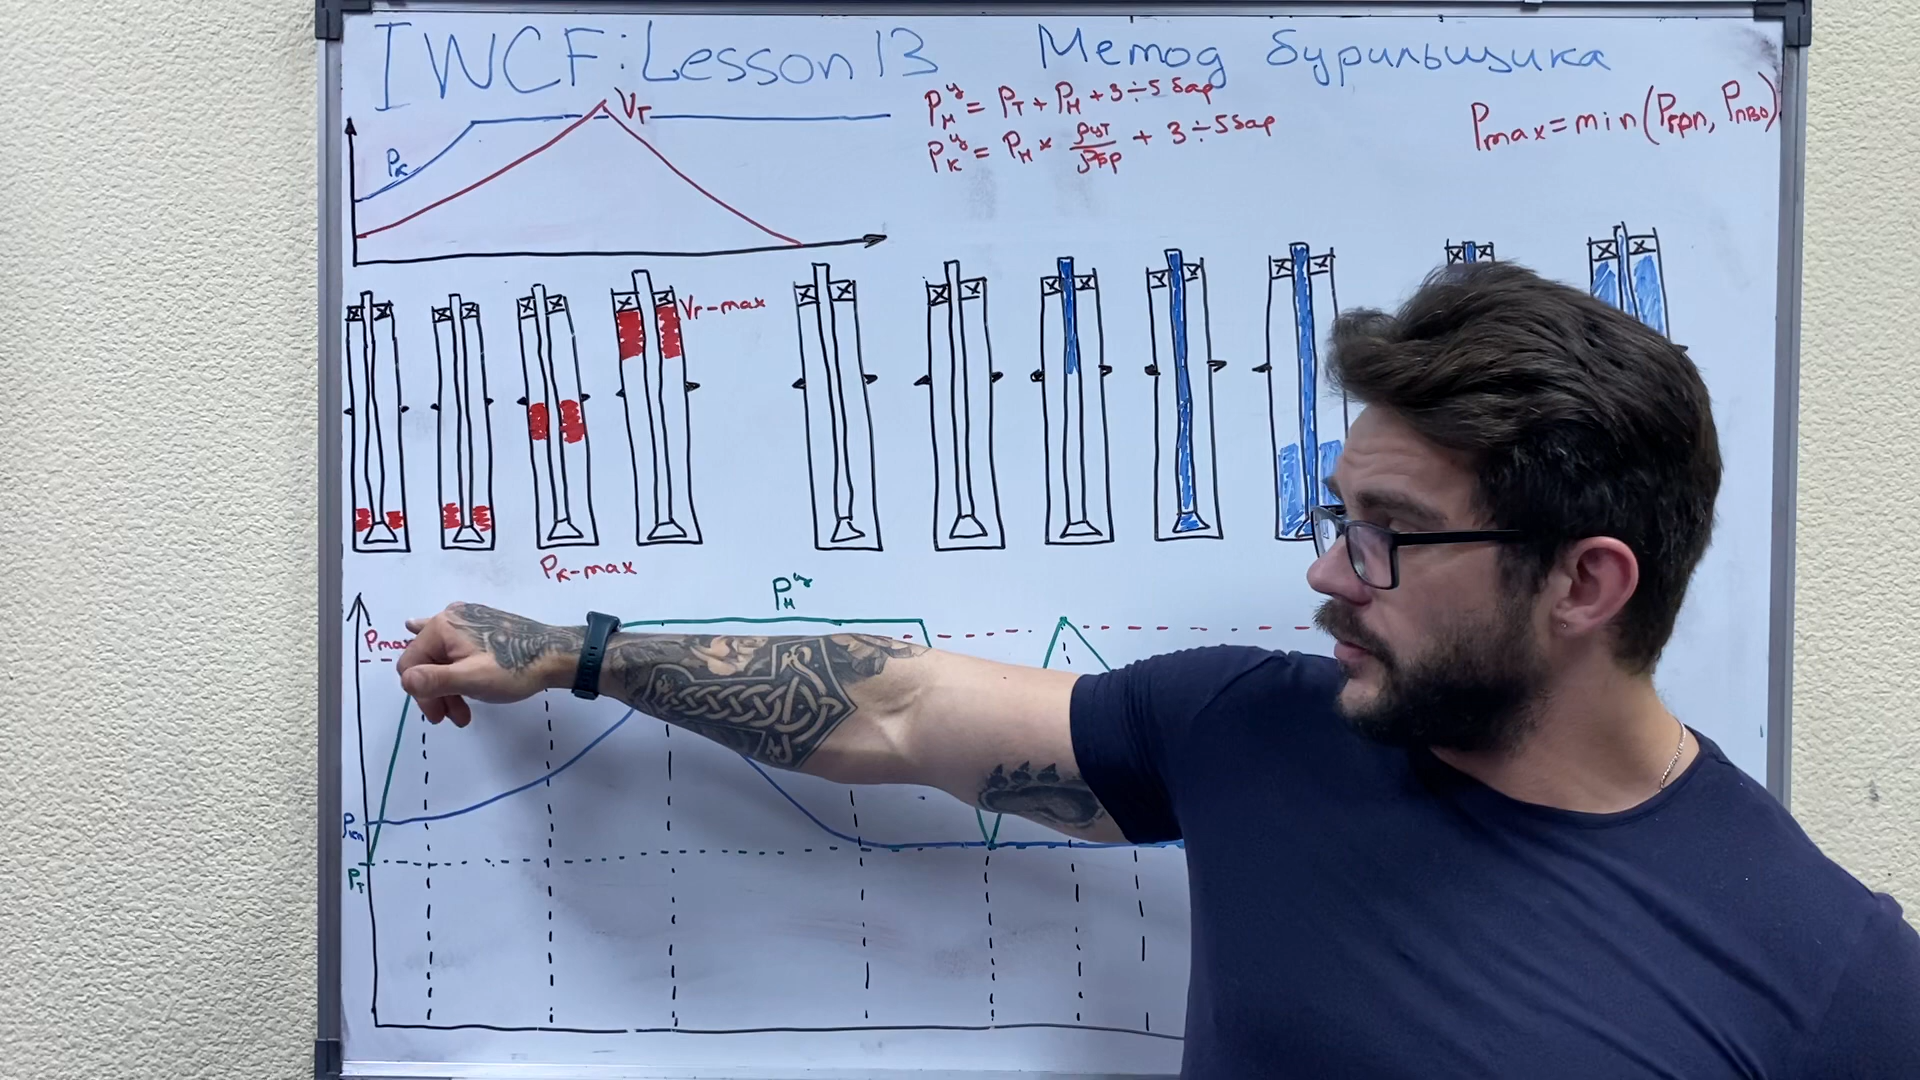 IWCF: Lesson 13 Метод бурильщика
Pнц = Pт + Pн + 3÷5 бар
Pкц = Pн × ρут/ρбр + 3÷5 бар
Pmax = min(Pгрп, Pпво)
Vг
Pк
Vг-max
Pк-max
Pнц
Pmax
Pкп
Pт